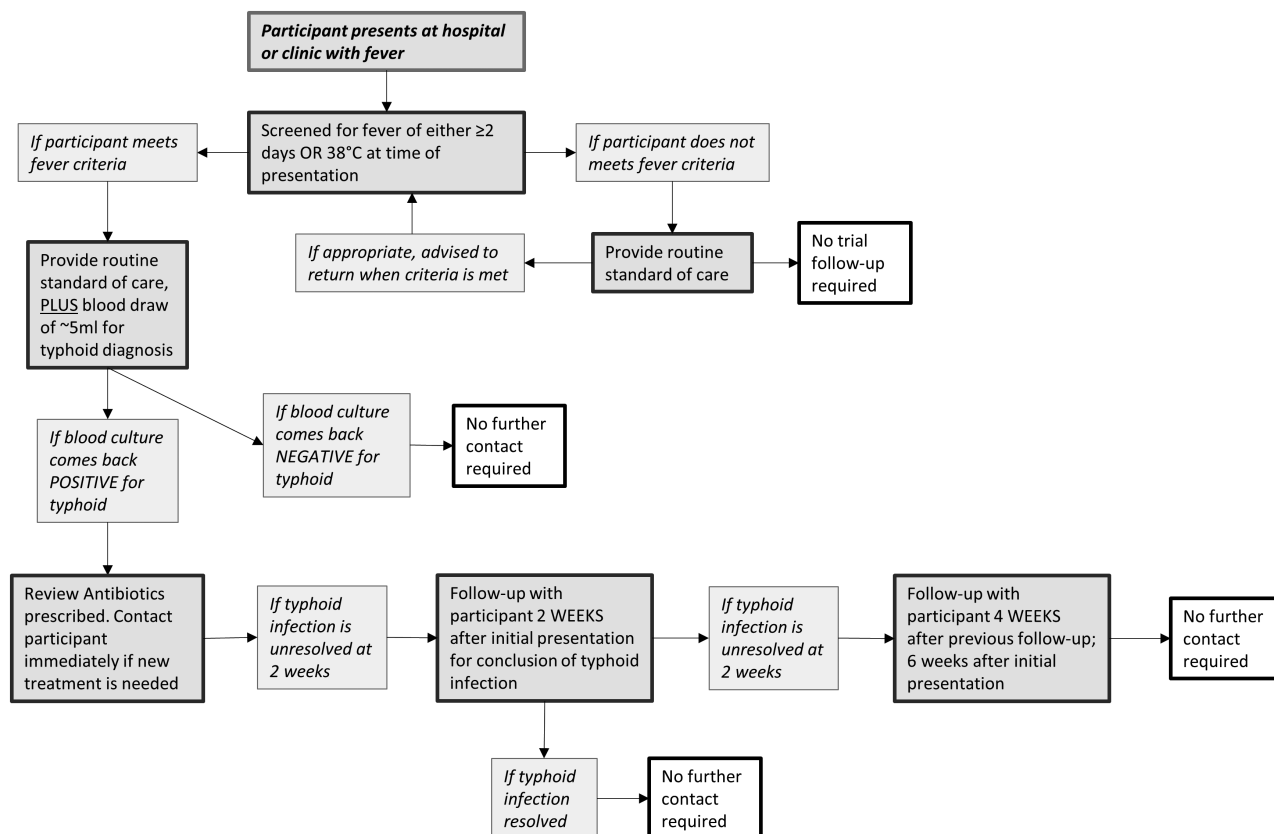 Participant presents at hospital
or clinic with fever
Screened for fever of either ≥2
days OR 38°C at time of
presentation
If participant meets
fever criteria
If participant does not
meets fever criteria
Provide routine
standard of care,
PLUS blood draw
of ~5ml for
typhoid diagnosis
If appropriate, advised to
return when criteria is met
Provide routine
standard of care
No trial
follow-up
required
If blood culture
comes back
POSITIVE for
typhoid
If blood culture
comes back
NEGATIVE for
typhoid
No further
contact
required
Review Antibiotics
prescribed. Contact
participant
immediately if new
treatment is needed
If typhoid
infection is
unresolved at
2 weeks
Follow-up with
participant 2 WEEKS
after initial presentation
for conclusion of typhoid
infection
If typhoid
infection is
unresolved at
2 weeks
Follow-up with
participant 4 WEEKS
after previous follow-up;
6 weeks after initial
presentation
No further
contact
required
If typhoid
infection
resolved
No further
contact
required